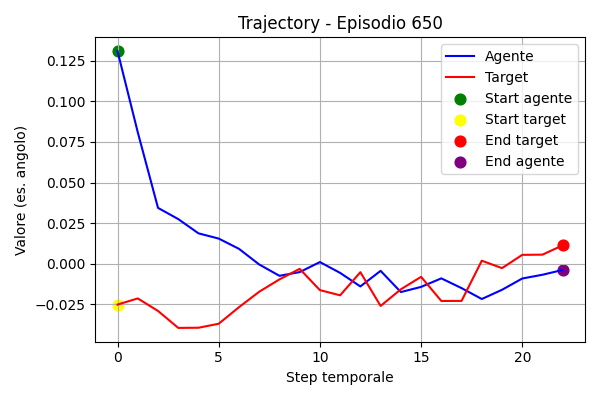 Trajectory - Episodio 650
Valore (es. angolo)
0.125
0.100
0.075
0.050
0.025
0.000
−0.025
0
5
10
15
20
Step temporale
Agente
Target
Start agente
Start target
End target
End agente